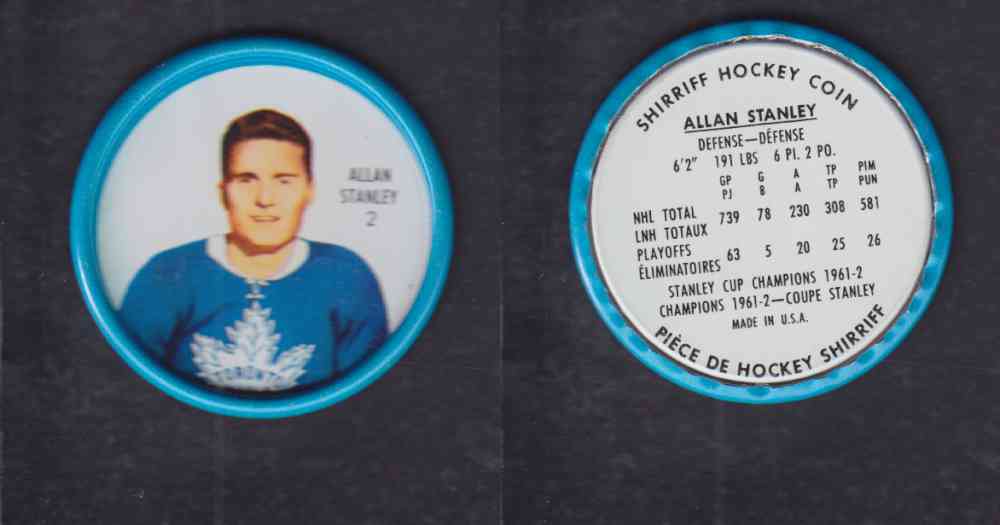 ALLAN
STANLEY
2
TORONTO
SHIRRIFF HOCKEY COIN
ALLAN STANLEY
DEFENSE—DÉFENSE
6'2" 191 LBS 6 PI. 2 PO.
GP G A TP PIM
PJ B A TP PUN
NHL TOTAL 739 78 230 308 581
LNH TOTAUX
PLAYOFFS 63 5 20 25 26
ÉLIMINATOIRES
STANLEY CUP CHAMPIONS 1961-2
CHAMPIONS 1961-2—COUPE STANLEY
MADE IN U.S.A.
PIÈCE DE HOCKEY SHIRRIFF